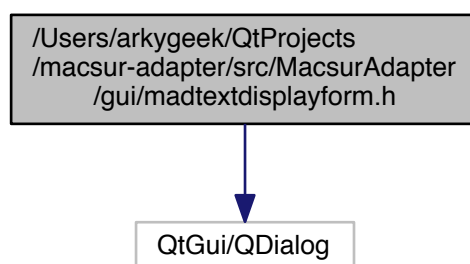 /Users/arkygeek/QtProjects
/macsur-adapter/src/MacsurAdapter
/gui/madtextdisplayform.h
QtGui/QDialog